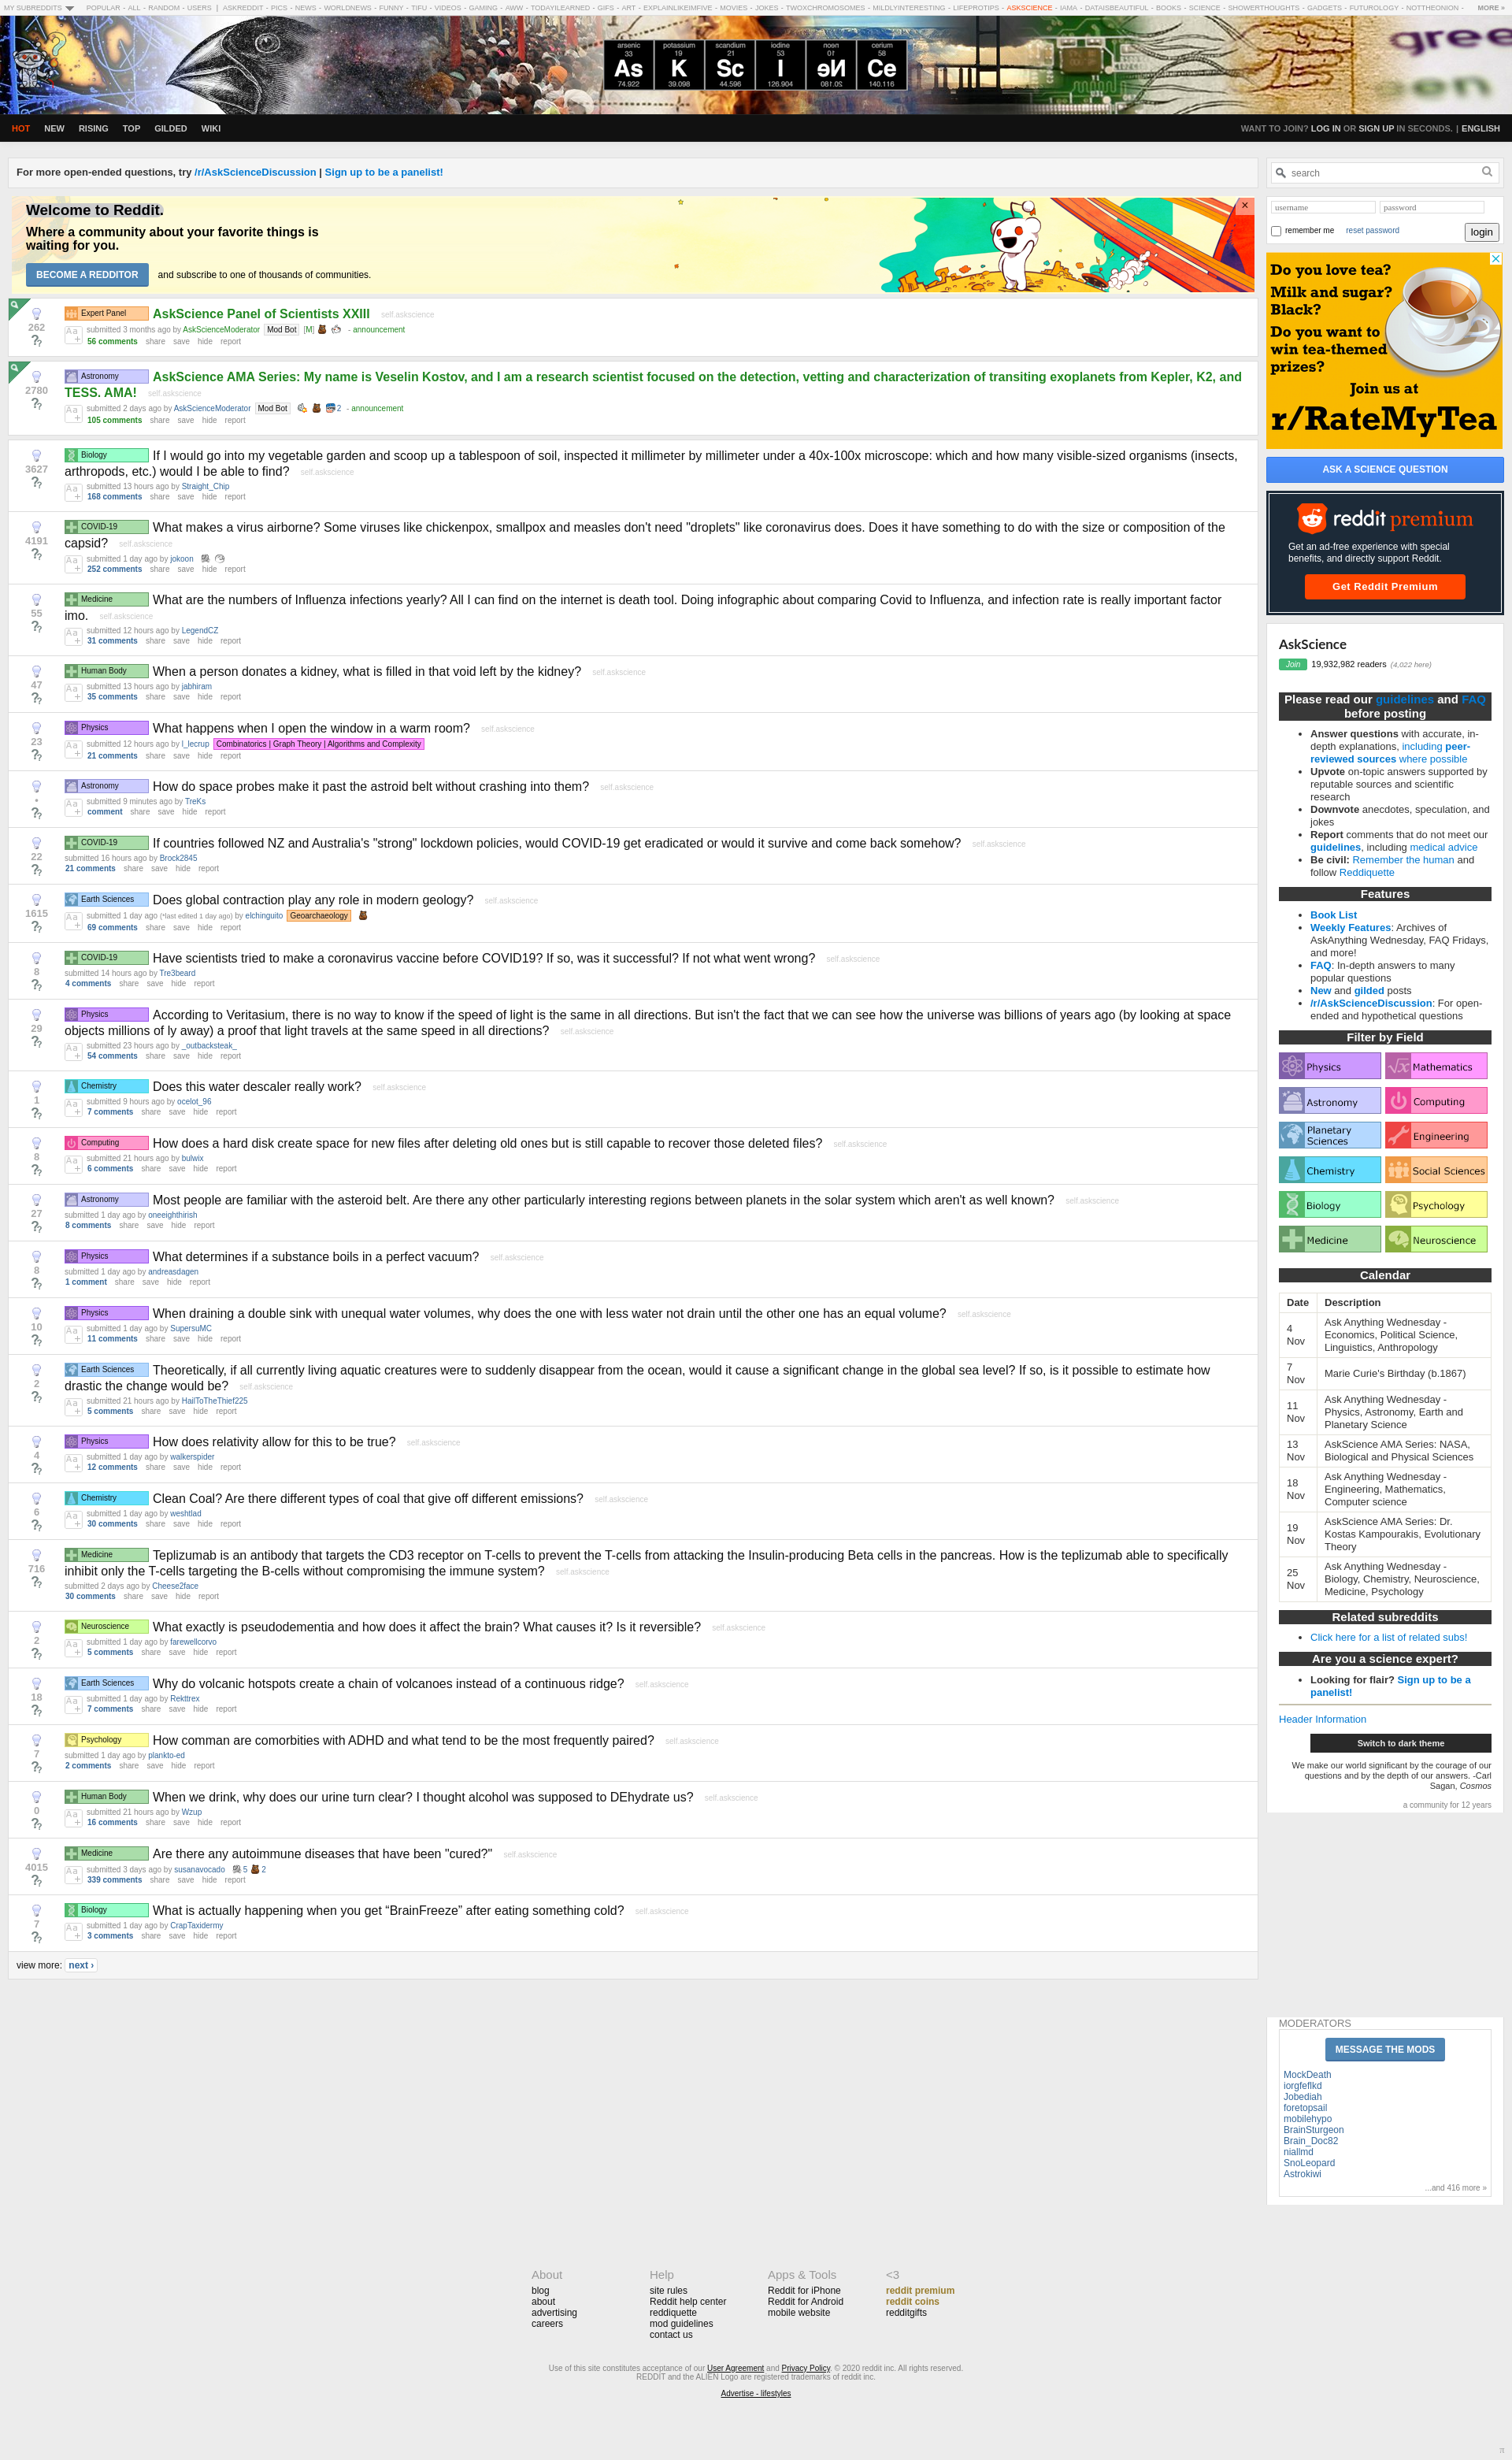 MY SUBREDDITS POPULAR - ALL - RANDOM - USERS | ASKREDDIT - PICS - NEWS - WORLDNEWS - FUNNY - TIFU - VIDEOS - GAMING - AWW - TODAYILEARNED - GIFS - ART - EXPLAINLIKEIMFIVE - MOVIES - JOKES - TWOXCHROMOSOMES - MILDLYINTERESTING - LIFEPROTIPS - ASKSCIENCE - IAMA - DATAISBEAUTIFUL - BOOKS - SCIENCE - SHOWERTHOUGHTS - GADGETS - FUTUROLOGY - NOTTHEONION - MORE »
arsenic potassium scandium iodine neon cerium
33 19 21 53 10 58
As K Sc I Ne Ce
74.922 39.098 44.596 126.904 20.180 140.116
gree
HOT NEW RISING TOP GILDED WIKI
WANT TO JOIN? LOG IN OR SIGN UP IN SECONDS. | ENGLISH
For more open-ended questions, try /r/AskScienceDiscussion | Sign up to be a panelist!
Welcome to Reddit.
Where a community about your favorite things is
waiting for you.
BECOME A REDDITOR and subscribe to one of thousands of communities.
×
262
Expert Panel AskScience Panel of Scientists XXIII self.askscience
submitted 3 months ago by AskScienceModerator Mod Bot [M] - announcement
56 comments share save hide report
2780
Astronomy AskScience AMA Series: My name is Veselin Kostov, and I am a research scientist focused on the detection, vetting and characterization of transiting exoplanets from Kepler, K2, and
TESS. AMA! self.askscience
submitted 2 days ago by AskScienceModerator Mod Bot 2 - announcement
105 comments share save hide report
3627
Biology If I would go into my vegetable garden and scoop up a tablespoon of soil, inspected it millimeter by millimeter under a 40x-100x microscope: which and how many visible-sized organisms (insects,
arthropods, etc.) would I be able to find? self.askscience
submitted 13 hours ago by Straight_Chip
168 comments share save hide report
4191
COVID-19 What makes a virus airborne? Some viruses like chickenpox, smallpox and measles don't need "droplets" like coronavirus does. Does it have something to do with the size or composition of the
capsid? self.askscience
submitted 1 day ago by jokoon
252 comments share save hide report
55
Medicine What are the numbers of Influenza infections yearly? All I can find on the internet is death tool. Doing infographic about comparing Covid to Influenza, and infection rate is really important factor
imo. self.askscience
submitted 12 hours ago by LegendCZ
31 comments share save hide report
47
Human Body When a person donates a kidney, what is filled in that void left by the kidney? self.askscience
submitted 13 hours ago by jabhiram
35 comments share save hide report
23
Physics What happens when I open the window in a warm room? self.askscience
submitted 12 hours ago by l_lecrup Combinatorics | Graph Theory | Algorithms and Complexity
21 comments share save hide report
•
Astronomy How do space probes make it past the astroid belt without crashing into them? self.askscience
submitted 9 minutes ago by TreKs
comment share save hide report
22
COVID-19 If countries followed NZ and Australia's "strong" lockdown policies, would COVID-19 get eradicated or would it survive and come back somehow? self.askscience
submitted 16 hours ago by Brock2845
21 comments share save hide report
1615
Earth Sciences Does global contraction play any role in modern geology? self.askscience
submitted 1 day ago (*last edited 1 day ago) by elchinguito Geoarchaeology
69 comments share save hide report
8
COVID-19 Have scientists tried to make a coronavirus vaccine before COVID19? If so, was it successful? If not what went wrong? self.askscience
submitted 14 hours ago by Tre3beard
4 comments share save hide report
29
Physics According to Veritasium, there is no way to know if the speed of light is the same in all directions. But isn't the fact that we can see how the universe was billions of years ago (by looking at space
objects millions of ly away) a proof that light travels at the same speed in all directions? self.askscience
submitted 23 hours ago by _outbacksteak_
54 comments share save hide report
1
Chemistry Does this water descaler really work? self.askscience
submitted 9 hours ago by ocelot_96
7 comments share save hide report
8
Computing How does a hard disk create space for new files after deleting old ones but is still capable to recover those deleted files? self.askscience
submitted 21 hours ago by bulwix
6 comments share save hide report
27
Astronomy Most people are familiar with the asteroid belt. Are there any other particularly interesting regions between planets in the solar system which aren't as well known? self.askscience
submitted 1 day ago by oneeighthirish
8 comments share save hide report
8
Physics What determines if a substance boils in a perfect vacuum? self.askscience
submitted 1 day ago by andreasdagen
1 comment share save hide report
10
Physics When draining a double sink with unequal water volumes, why does the one with less water not drain until the other one has an equal volume? self.askscience
submitted 1 day ago by SupersuMC
11 comments share save hide report
2
Earth Sciences Theoretically, if all currently living aquatic creatures were to suddenly disappear from the ocean, would it cause a significant change in the global sea level? If so, is it possible to estimate how
drastic the change would be? self.askscience
submitted 21 hours ago by HailToTheThief225
5 comments share save hide report
4
Physics How does relativity allow for this to be true? self.askscience
submitted 1 day ago by walkerspider
12 comments share save hide report
6
Chemistry Clean Coal? Are there different types of coal that give off different emissions? self.askscience
submitted 1 day ago by weshtlad
30 comments share save hide report
716
Medicine Teplizumab is an antibody that targets the CD3 receptor on T-cells to prevent the T-cells from attacking the Insulin-producing Beta cells in the pancreas. How is the teplizumab able to specifically
inhibit only the T-cells targeting the B-cells without compromising the immune system? self.askscience
submitted 2 days ago by Cheese2face
30 comments share save hide report
2
Neuroscience What exactly is pseudodementia and how does it affect the brain? What causes it? Is it reversible? self.askscience
submitted 1 day ago by farewellcorvo
5 comments share save hide report
18
Earth Sciences Why do volcanic hotspots create a chain of volcanoes instead of a continuous ridge? self.askscience
submitted 1 day ago by Rekttrex
7 comments share save hide report
7
Psychology How comman are comorbities with ADHD and what tend to be the most frequently paired? self.askscience
submitted 1 day ago by plankto-ed
2 comments share save hide report
0
Human Body When we drink, why does our urine turn clear? I thought alcohol was supposed to DEhydrate us? self.askscience
submitted 21 hours ago by Wzup
16 comments share save hide report
4015
Medicine Are there any autoimmune diseases that have been "cured?" self.askscience
submitted 3 days ago by susanavocado 5 2
339 comments share save hide report
7
Biology What is actually happening when you get “BrainFreeze” after eating something cold? self.askscience
submitted 1 day ago by CrapTaxidermy
3 comments share save hide report
view more: next ›
search
username password
remember me reset password login
Do you love tea?
Milk and sugar?
Black?
Do you want to
win tea-themed
prizes?
Join us at
r/RateMyTea
ASK A SCIENCE QUESTION
reddit premium
Get an ad-free experience with special
benefits, and directly support Reddit.
Get Reddit Premium
AskScience
Join 19,932,982 readers (4,022 here)
Please read our guidelines and FAQ
before posting
• Answer questions with accurate, in-
depth explanations, including peer-
reviewed sources where possible
• Upvote on-topic answers supported by
reputable sources and scientific
research
• Downvote anecdotes, speculation, and
jokes
• Report comments that do not meet our
guidelines, including medical advice
• Be civil: Remember the human and
follow Reddiquette
Features
• Book List
• Weekly Features: Archives of
AskAnything Wednesday, FAQ Fridays,
and more!
• FAQ: In-depth answers to many
popular questions
• New and gilded posts
• /r/AskScienceDiscussion: For open-
ended and hypothetical questions
Filter by Field
Physics Mathematics
Astronomy Computing
Planetary
Sciences Engineering
Chemistry Social Sciences
Biology Psychology
Medicine Neuroscience
Calendar
Date Description
4
Nov
Ask Anything Wednesday -
Economics, Political Science,
Linguistics, Anthropology
7
Nov
Marie Curie's Birthday (b.1867)
11
Nov
Ask Anything Wednesday -
Physics, Astronomy, Earth and
Planetary Science
13
Nov
AskScience AMA Series: NASA,
Biological and Physical Sciences
18
Nov
Ask Anything Wednesday -
Engineering, Mathematics,
Computer science
19
Nov
AskScience AMA Series: Dr.
Kostas Kampourakis, Evolutionary
Theory
25
Nov
Ask Anything Wednesday -
Biology, Chemistry, Neuroscience,
Medicine, Psychology
Related subreddits
• Click here for a list of related subs!
Are you a science expert?
• Looking for flair? Sign up to be a
panelist!
Header Information
Switch to dark theme
We make our world significant by the courage of our
questions and by the depth of our answers. -Carl
Sagan, Cosmos
a community for 12 years
MODERATORS
MESSAGE THE MODS
MockDeath
iorgfeflkd
Jobediah
foretopsail
mobilehypo
BrainSturgeon
Brain_Doc82
niallmd
SnoLeopard
Astrokiwi
...and 416 more »
About
blog
about
advertising
careers
Help
site rules
Reddit help center
reddiquette
mod guidelines
contact us
Apps & Tools
Reddit for iPhone
Reddit for Android
mobile website
<3
reddit premium
reddit coins
redditgifts
Use of this site constitutes acceptance of our User Agreement and Privacy Policy. © 2020 reddit inc. All rights reserved.
REDDIT and the ALIEN Logo are registered trademarks of reddit inc.
Advertise - lifestyles
π